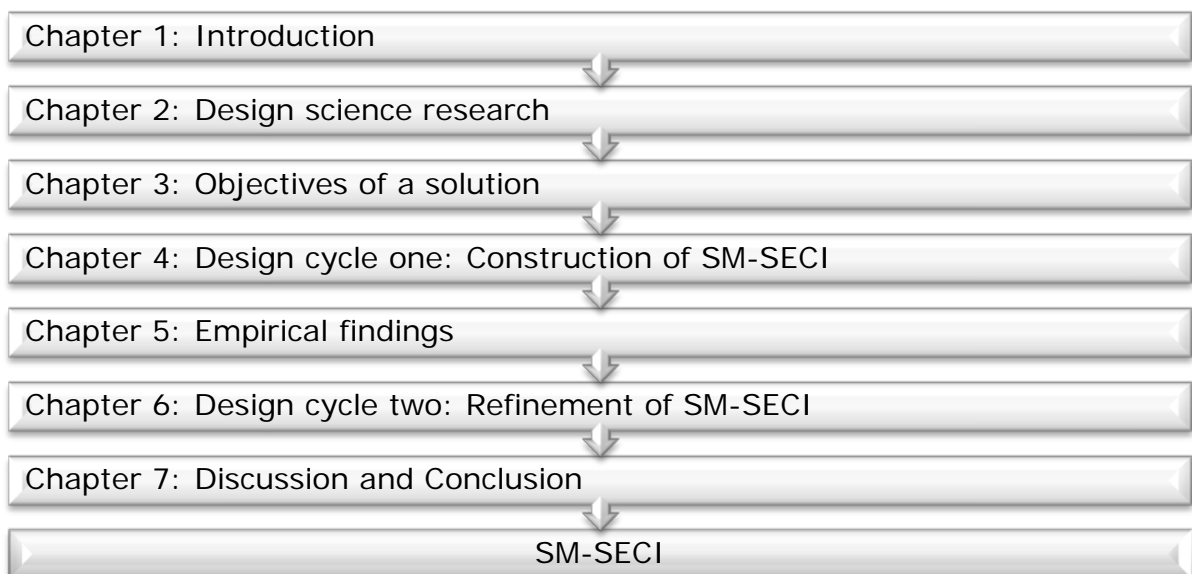 Chapter 1: Introduction
Chapter 2: Design science research
Chapter 3: Objectives of a solution
Chapter 4: Design cycle one: Construction of SM-SECI
Chapter 5: Empirical findings
Chapter 6: Design cycle two: Refinement of SM-SECI
Chapter 7: Discussion and Conclusion
SM-SECI